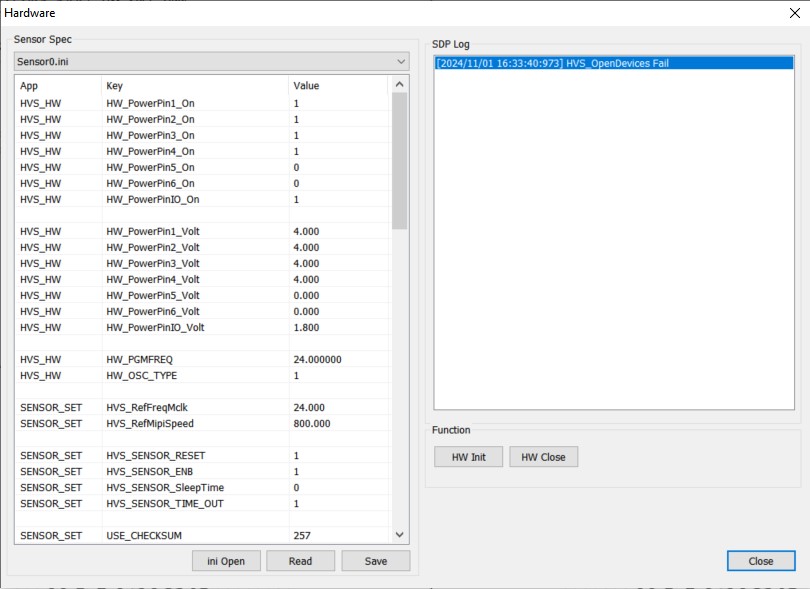 Hardware
Sensor Spec
Sensor0.ini
App Key Value
HVS_HW HW_PowerPin1_On 1
HVS_HW HW_PowerPin2_On 1
HVS_HW HW_PowerPin3_On 1
HVS_HW HW_PowerPin4_On 1
HVS_HW HW_PowerPin5_On 0
HVS_HW HW_PowerPin6_On 0
HVS_HW HW_PowerPinIO_On 1
HVS_HW HW_PowerPin1_Volt 4.000
HVS_HW HW_PowerPin2_Volt 4.000
HVS_HW HW_PowerPin3_Volt 4.000
HVS_HW HW_PowerPin4_Volt 4.000
HVS_HW HW_PowerPin5_Volt 0.000
HVS_HW HW_PowerPin6_Volt 0.000
HVS_HW HW_PowerPinIO_Volt 1.800
HVS_HW HW_PGMFREQ 24.000000
HVS_HW HW_OSC_TYPE 1
SENSOR_SET HVS_RefFreqMclk 24.000
SENSOR_SET HVS_RefMipiSpeed 800.000
SENSOR_SET HVS_SENSOR_RESET 1
SENSOR_SET HVS_SENSOR_ENB 1
SENSOR_SET HVS_SENSOR_SleepTime 0
SENSOR_SET HVS_SENSOR_TIME_OUT 1
SENSOR_SET USE_CHECKSUM 257
ini Open Read Save
SDP Log
[2024/11/01 16:33:40:973] HVS_OpenDevices Fail
Function
HW Init HW Close
Close